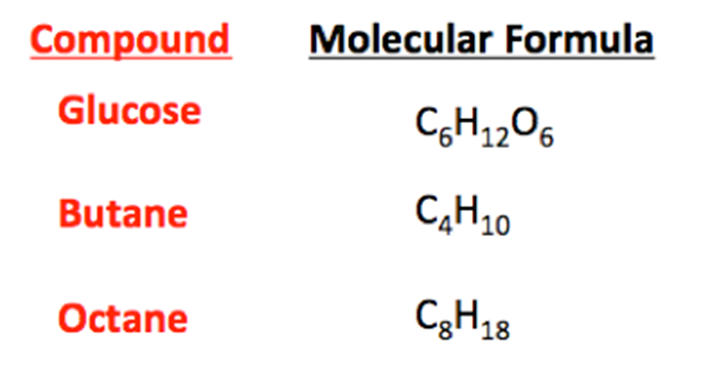 Compound Molecular Formula
Glucose C₆H₁₂O₆
Butane C₄H₁₀
Octane C₈H₁₈